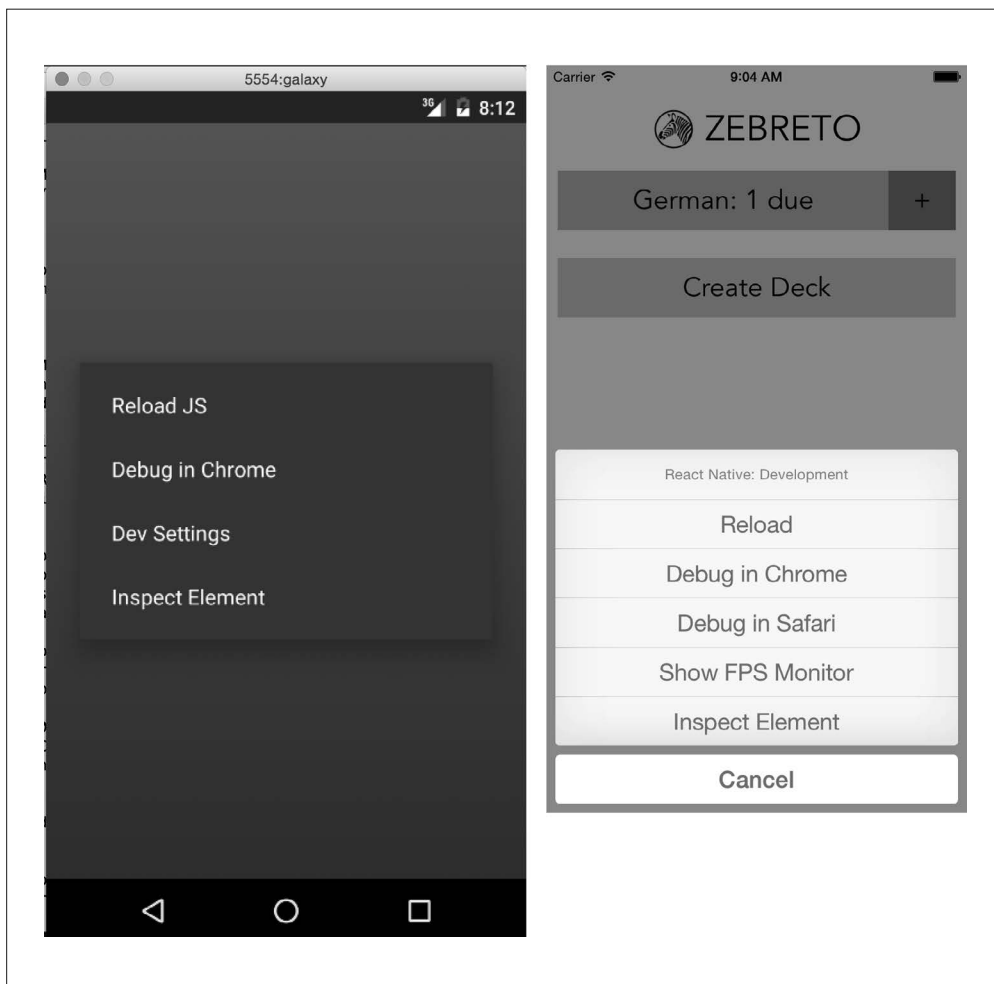 5554:galaxy
3G 8:12
Reload JS
Debug in Chrome
Dev Settings
Inspect Element
Carrier 9:04 AM
ZEBRETO
German: 1 due +
Create Deck
React Native: Development
Reload
Debug in Chrome
Debug in Safari
Show FPS Monitor
Inspect Element
Cancel